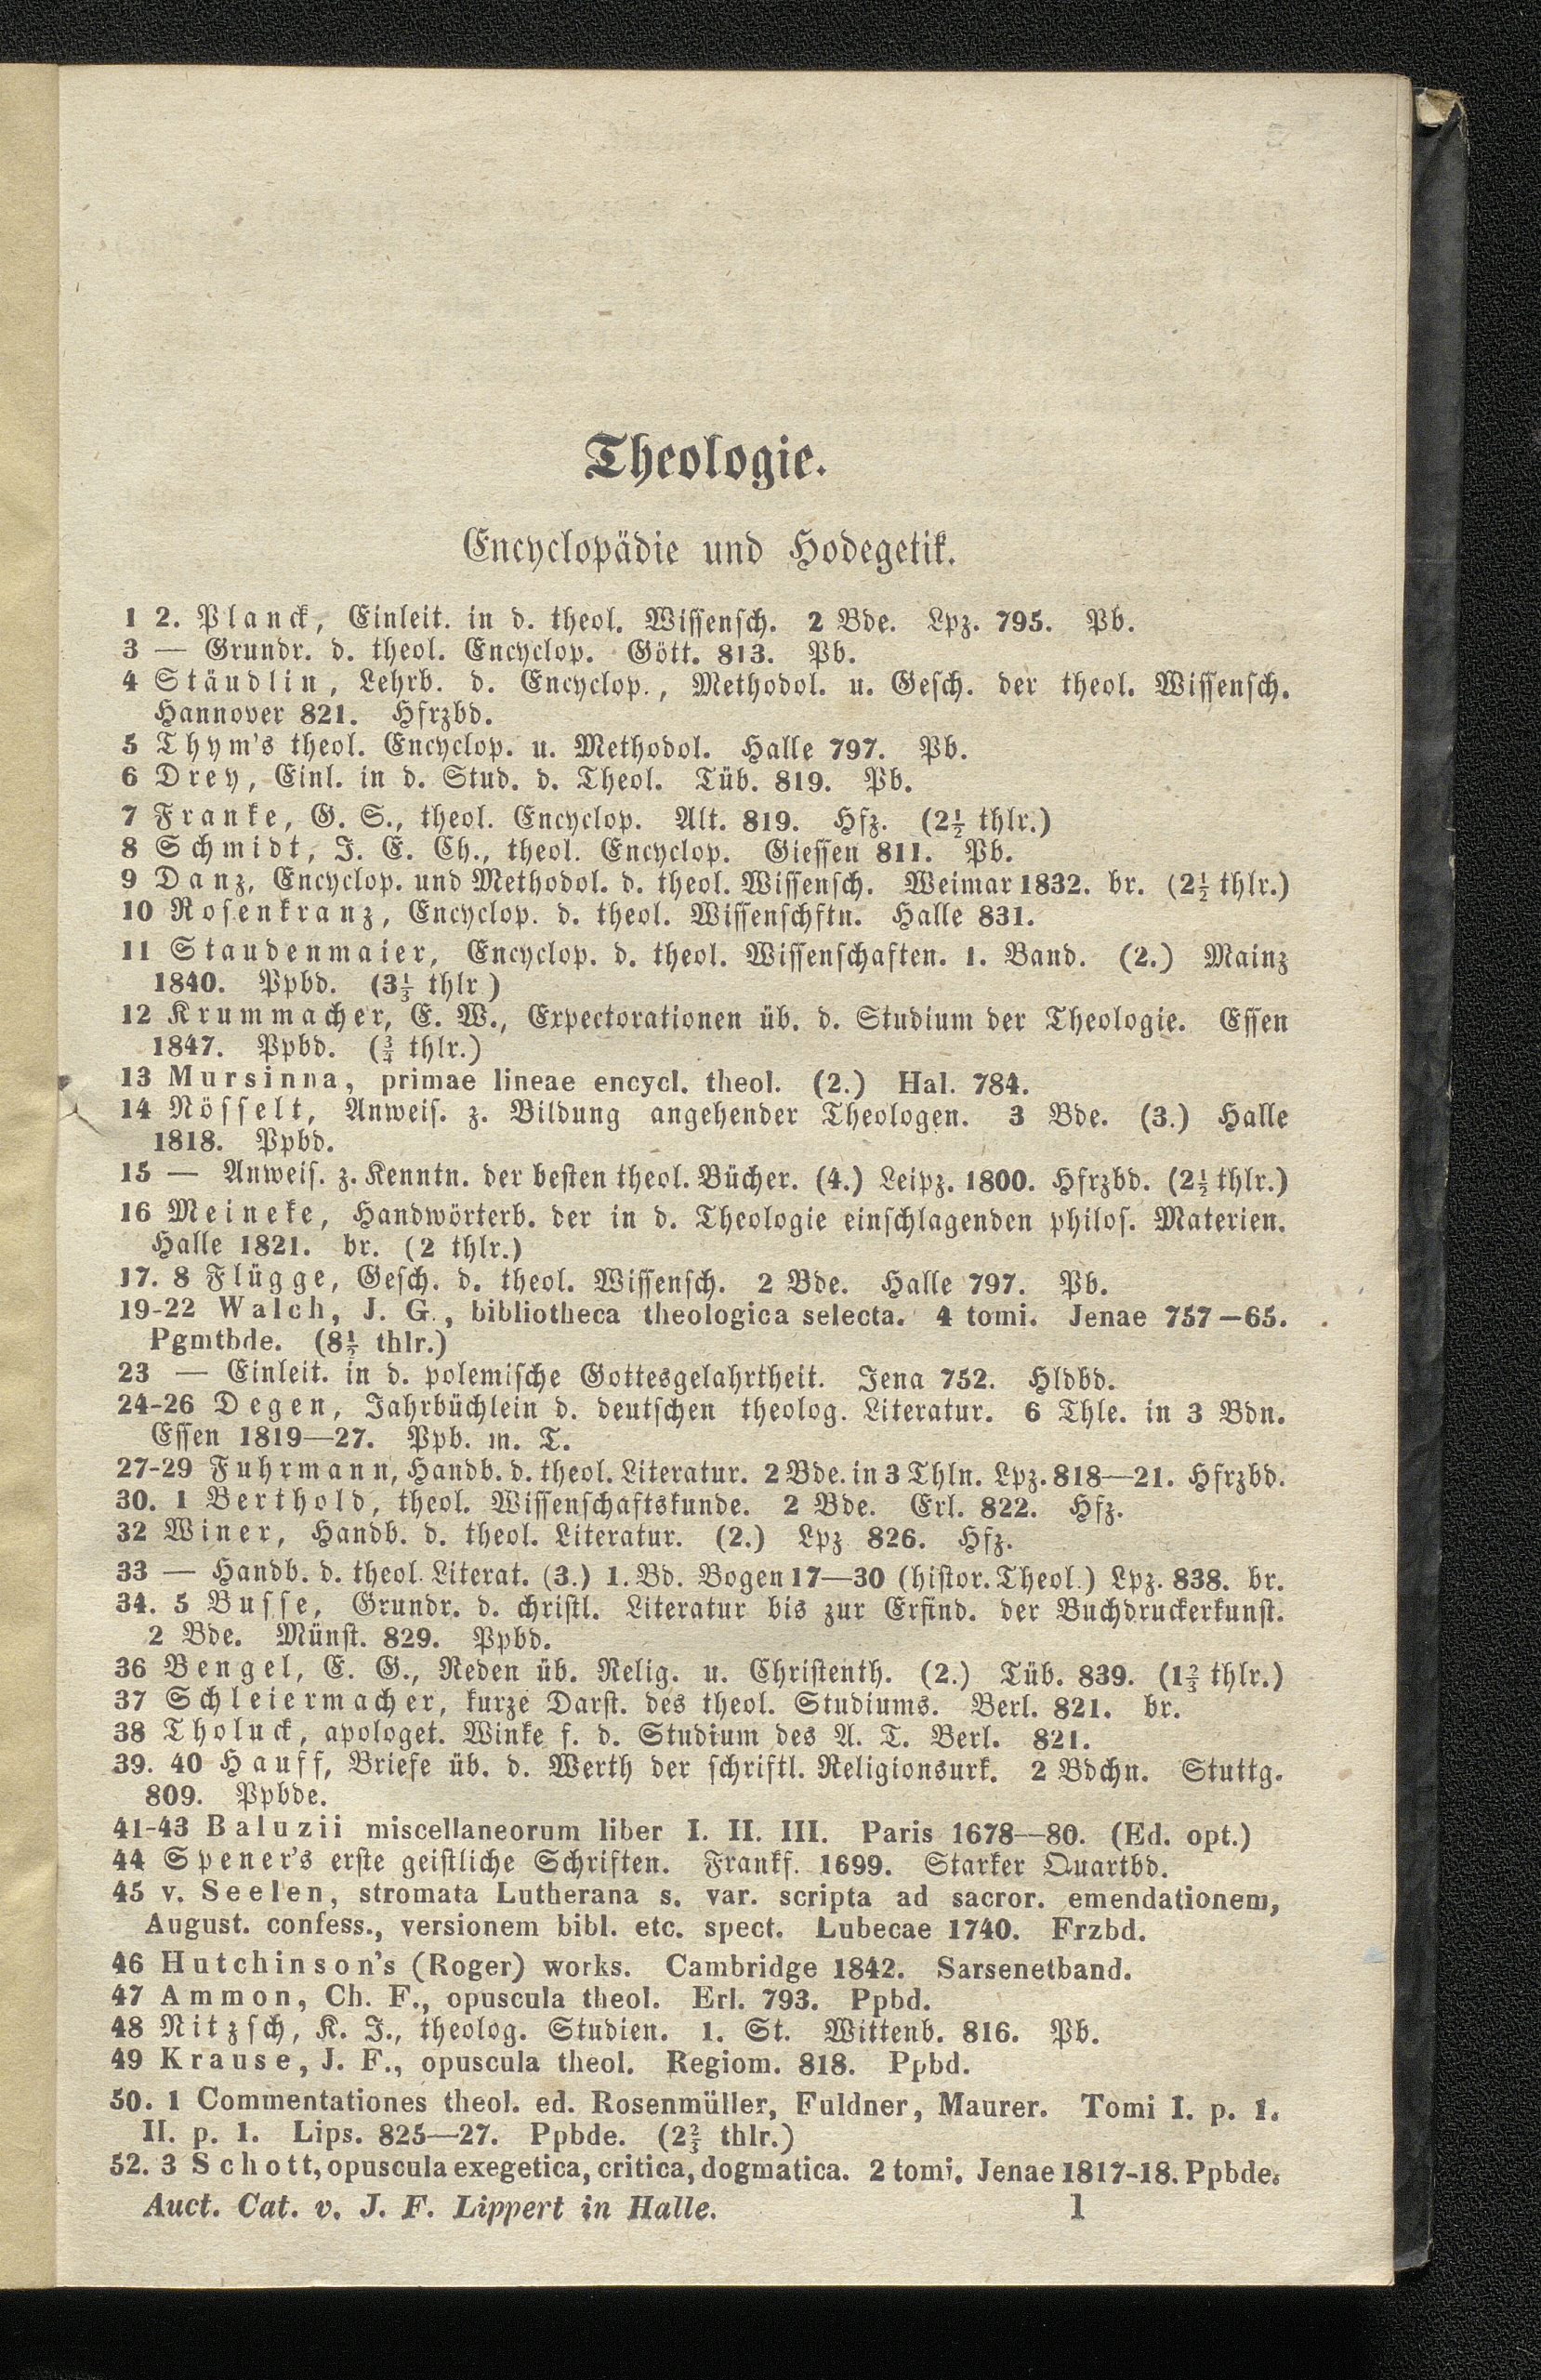 Theologie.
Encyclopädie und Hodegetik.
1 2. Planck, Einleit. in d. theol. Wissensch. 2 Bde. Lpz. 795. Pb.
3 — Grundr. d. theol. Encyclop. Gött. 813. Pb.
4 Stäudlin, Lehrb. d. Encyclop., Methodol. u. Gesch. der theol. Wissensch.
Hannover 821. Hfrzbd.
5 Thym's theol. Encyclop. u. Methodol. Halle 797. Pb.
6 Drey, Einl. in d. Stud. d. Theol. Tüb. 819. Pb.
7 Franke, G. S., theol. Encyclop. Alt. 819. Hfz. (2½ thlr.)
8 Schmidt, J. E. Ch., theol. Encyclop. Giessen 811. Pb.
9 Danz, Encyclop. und Methodol. d. theol. Wissensch. Weimar 1832. br. (2½ thlr.)
10 Rosenkranz, Encyclop. d. theol. Wissenschftn. Halle 831.
11 Staudenmaier, Encyclop. d. theol. Wissenschaften. 1. Band. (2.) Mainz
1840. Ppbd. (3⅓ thlr.)
12 Krummacher, E. W., Expectorationen üb. d. Studium der Theologie. Essen
1847. Ppbd. (¾ thlr.)
13 Mursinna, primae lineae encycl. theol. (2.) Hal. 784.
14 Nösselt, Anweis. z. Bildung angehender Theologen. 3 Bde. (3.) Halle
1818. Ppbd.
15 — Anweis. z. Kenntn. der besten theol. Bücher. (4.) Leipz. 1800. Hfrzbd. (2½ thlr.)
16 Meineke, Handwörterb. der in d. Theologie einschlagenden philos. Materien.
Halle 1821. br. (2 thlr.)
17. 8 Flügge, Gesch. d. theol. Wissensch. 2 Bde. Halle 797. Pb.
19-22 Walch, J. G., bibliotheca theologica selecta. 4 tomi. Jenae 757—65.
Pgmtbde. (8½ thlr.)
23 — Einleit. in d. polemische Gottesgelahrtheit. Jena 752. Hldbd.
24-26 Degen, Jahrbüchlein d. deutschen theolog. Literatur. 6 Thle. in 3 Bdn.
Essen 1819—27. Ppb. m. T.
27-29 Fuhrmann, Handb. d. theol. Literatur. 2 Bde. in 3 Thln. Lpz. 818—21. Hfrzbd.
30. 1 Berthold, theol. Wissenschaftskunde. 2 Bde. Erl. 822. Hfz.
32 Winer, Handb. d. theol. Literatur. (2.) Lpz 826. Hfz.
33 — Handb. d. theol. Literat. (3.) 1. Bd. Bogen 17—30 (histor. Theol.) Lpz. 838. br.
34. 5 Busse, Grundr. d. christl. Literatur bis zur Erfind. der Buchdruckerkunst.
2 Bde. Münst. 829. Ppbd.
36 Bengel, E. G., Reden üb. Relig. u. Christenth. (2.) Tüb. 839. (1⅔ thlr.)
37 Schleiermacher, kurze Darst. des theol. Studiums. Berl. 821. br.
38 Tholuck, apologet. Winke f. d. Studium des A. T. Berl. 821.
39. 40 Hauff, Briefe üb. d. Werth der schriftl. Religionsurk. 2 Bdchn. Stuttg.
809. Ppbde.
41-43 Baluzii miscellaneorum liber I. II. III. Paris 1678—80. (Ed. opt.)
44 Spener's erste geistliche Schriften. Frankf. 1699. Starker Quartbd.
45 v. Seelen, stromata Lutherana s. var. scripta ad sacror. emendationem,
August. confess., versionem bibl. etc. spect. Lubecae 1740. Frzbd.
46 Hutchinson's (Roger) works. Cambridge 1842. Sarsenetband.
47 Ammon, Ch. F., opuscula theol. Erl. 793. Ppbd.
48 Nitzsch, K. J., theolog. Studien. 1. St. Wittenb. 816. Pb.
49 Krause, J. F., opuscula theol. Regiom. 818. Ppbd.
50. 1 Commentationes theol. ed. Rosenmüller, Fuldner, Maurer. Tomi I. p. 1.
II. p. 1. Lips. 825—27. Ppbde. (2⅔ thlr.)
52. 3 Schott, opuscula exegetica, critica, dogmatica. 2 tomi. Jenae 1817-18. Ppbde.
Auct. Cat. v. J. F. Lippert in Halle. 1